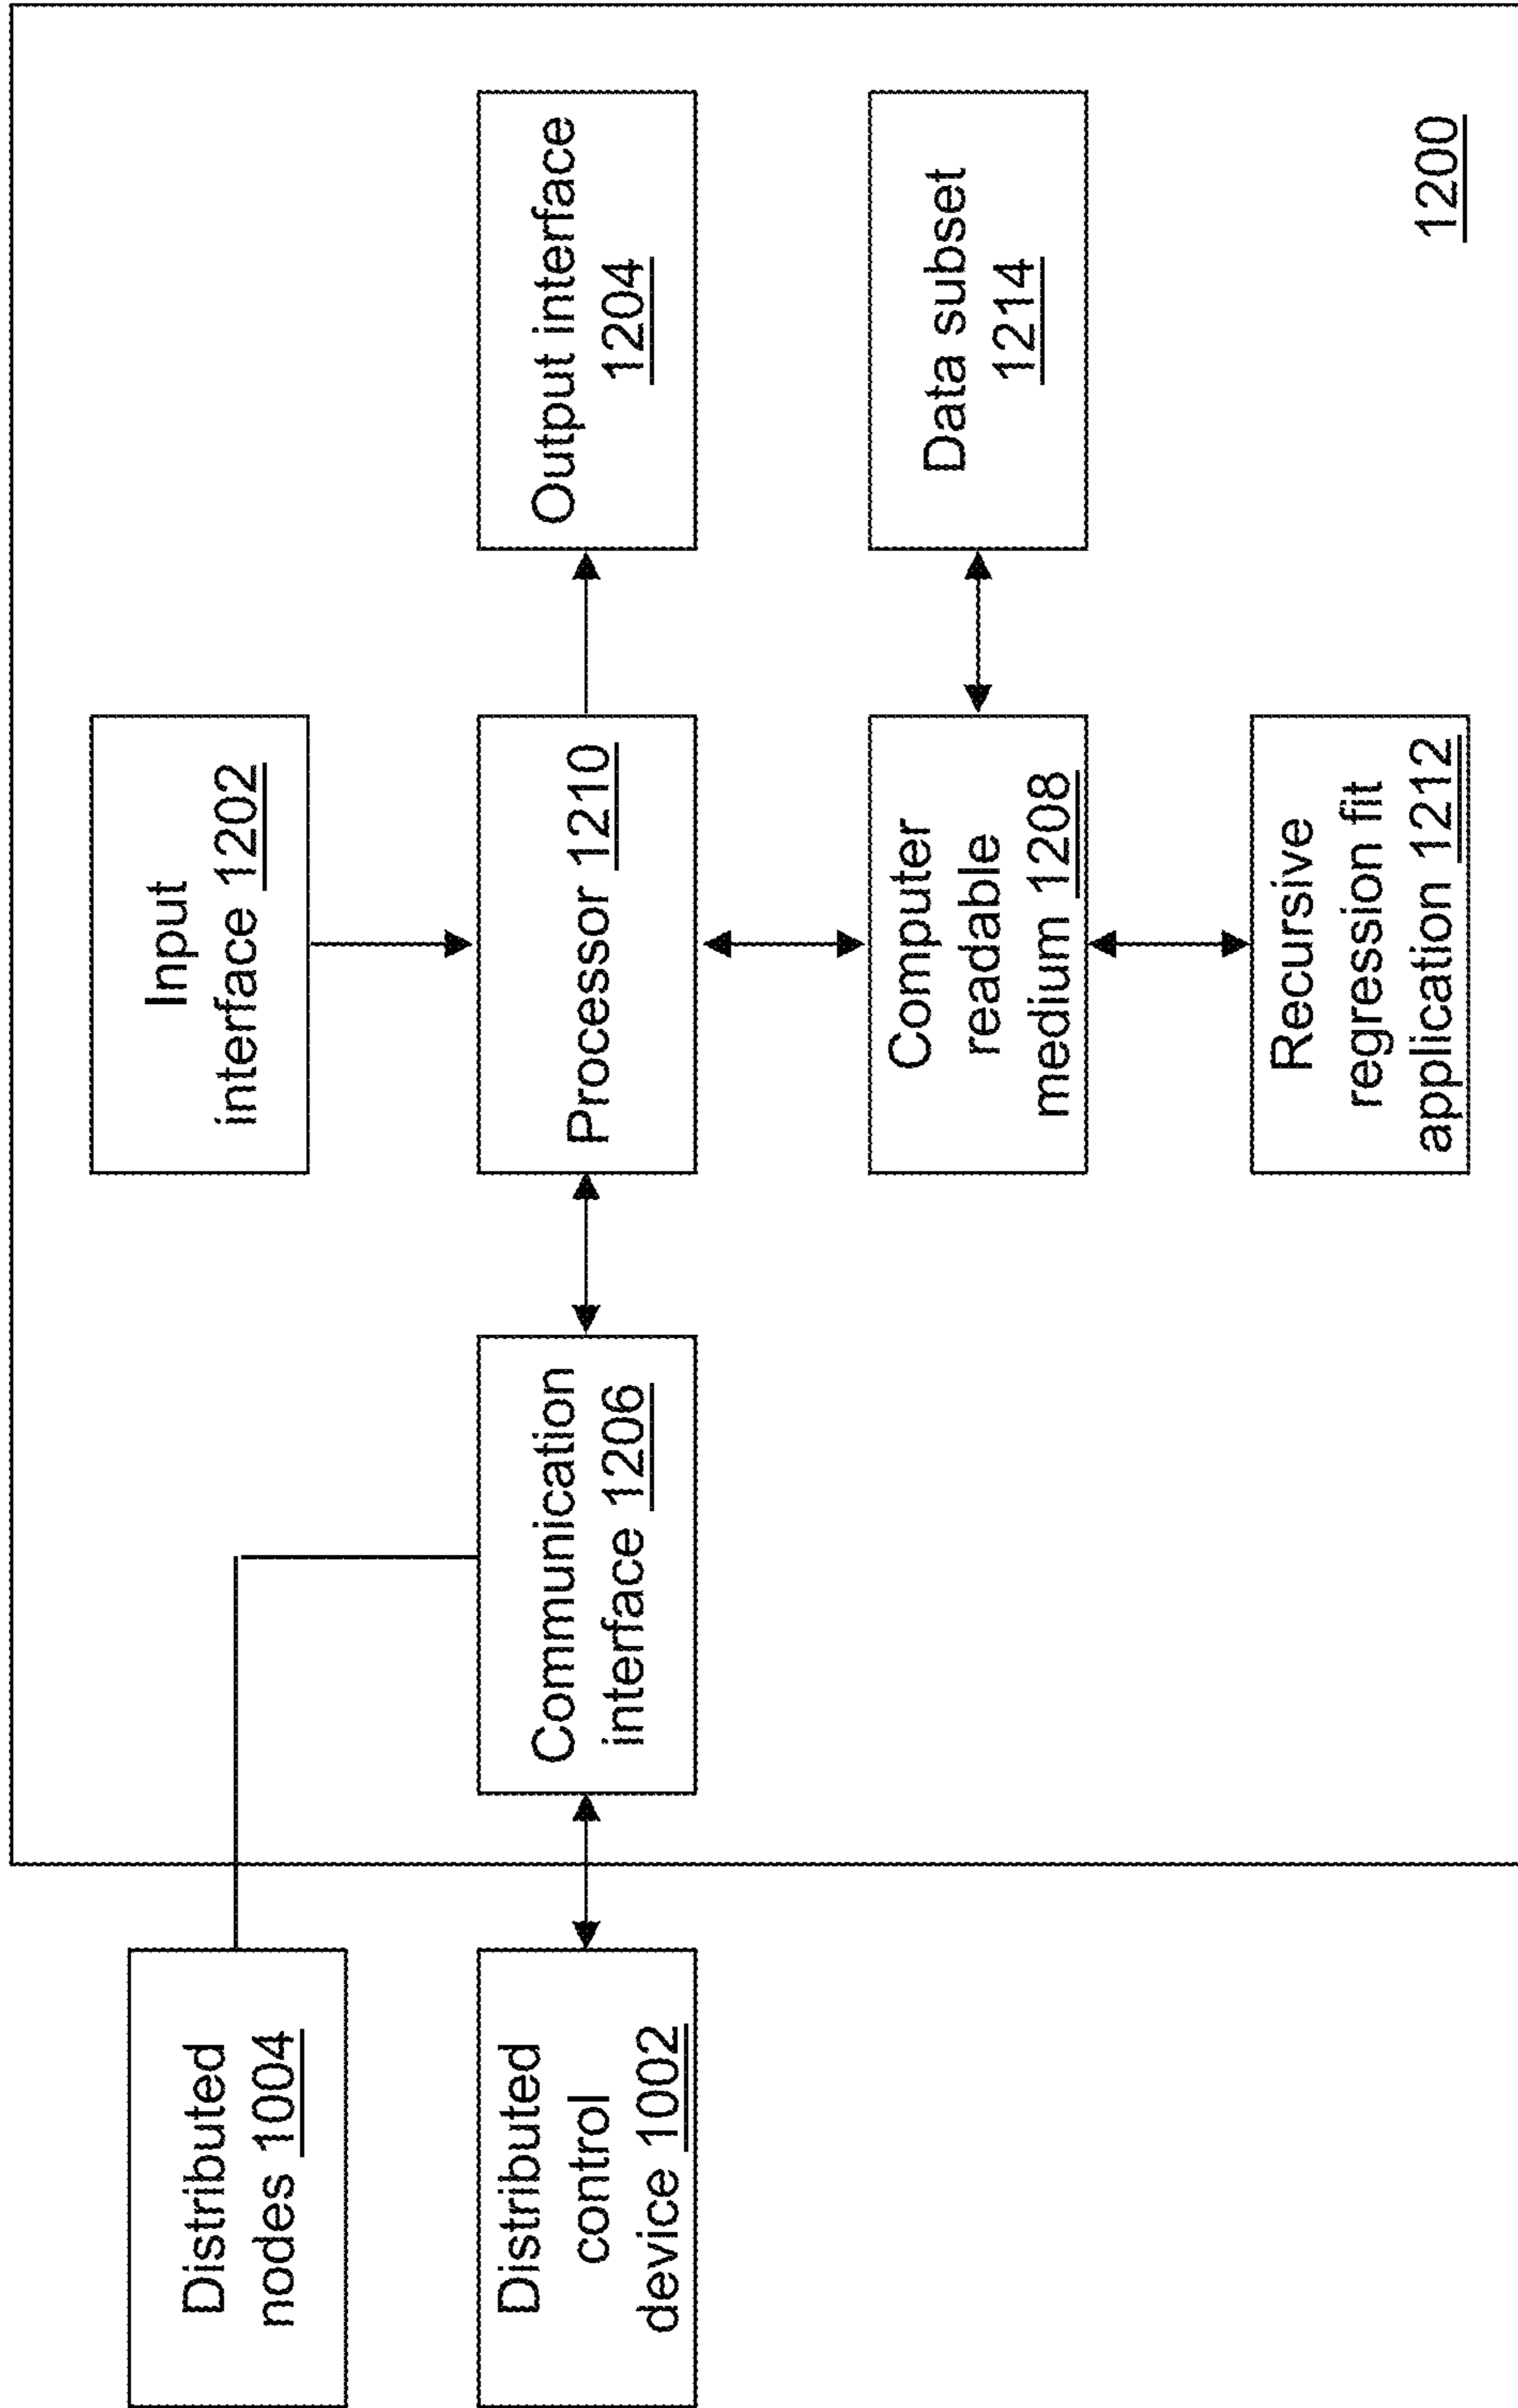 Distributed
nodes 1004
Input
interface 1202
Distributed
control
device 1002
Communication
interface 1206
Processor 1210
Output interface
1204
Computer
readable
medium 1208
Data subset
1214
Recursive
regression fit
application 1212
1200